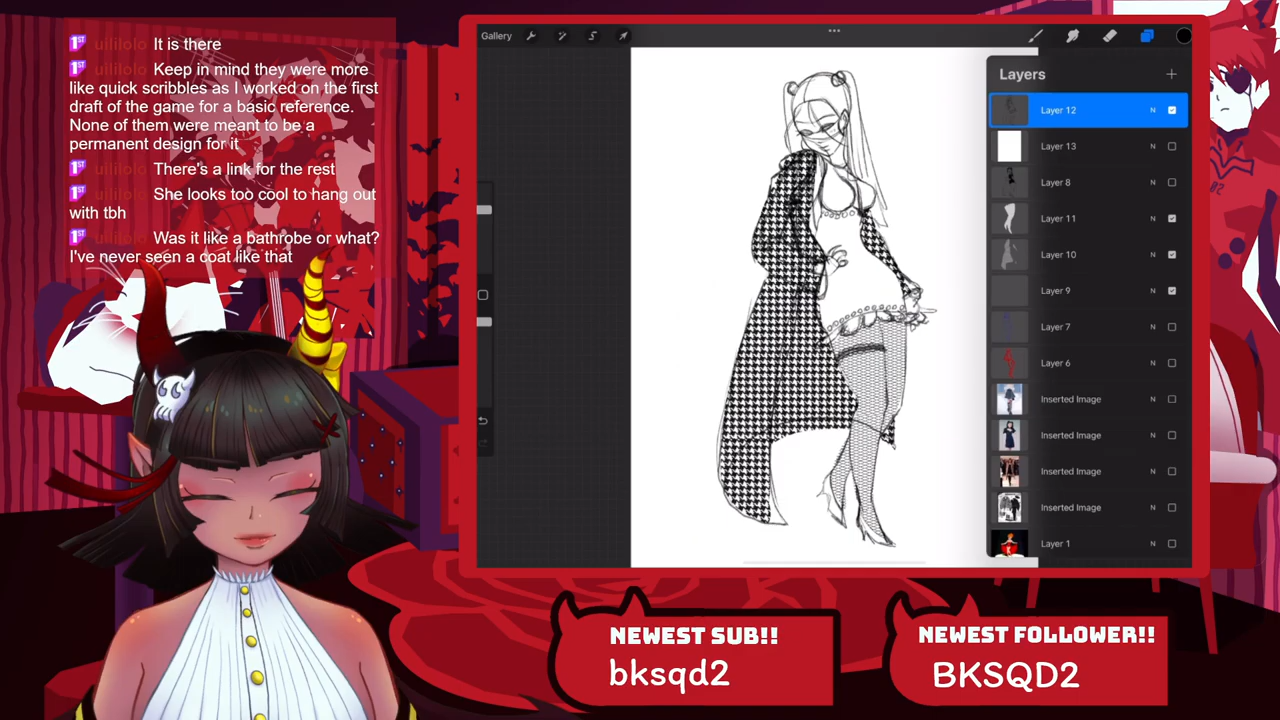 uililolo It is there
uililolo Keep in mind they were more
like quick scribbles as I worked on the first
draft of the game for a basic reference.
None of them were meant to be a
permanent design for it
uililolo There's a link for the rest
uililolo She looks too cool to hang out
with tbh
uililolo Was it like a bathrobe or what?
I've never seen a coat like that
Gallery
Layers
Layer 12 N
Layer 13 N
Layer 8 N
Layer 11 N
Layer 10 N
Layer 9 N
Layer 7 N
Layer 6 N
Inserted Image N
Inserted Image N
Inserted Image N
Inserted Image N
Layer 1 N
NEWEST SUB!!
bksqd2
NEWEST FOLLOWER!!
BKSQD2